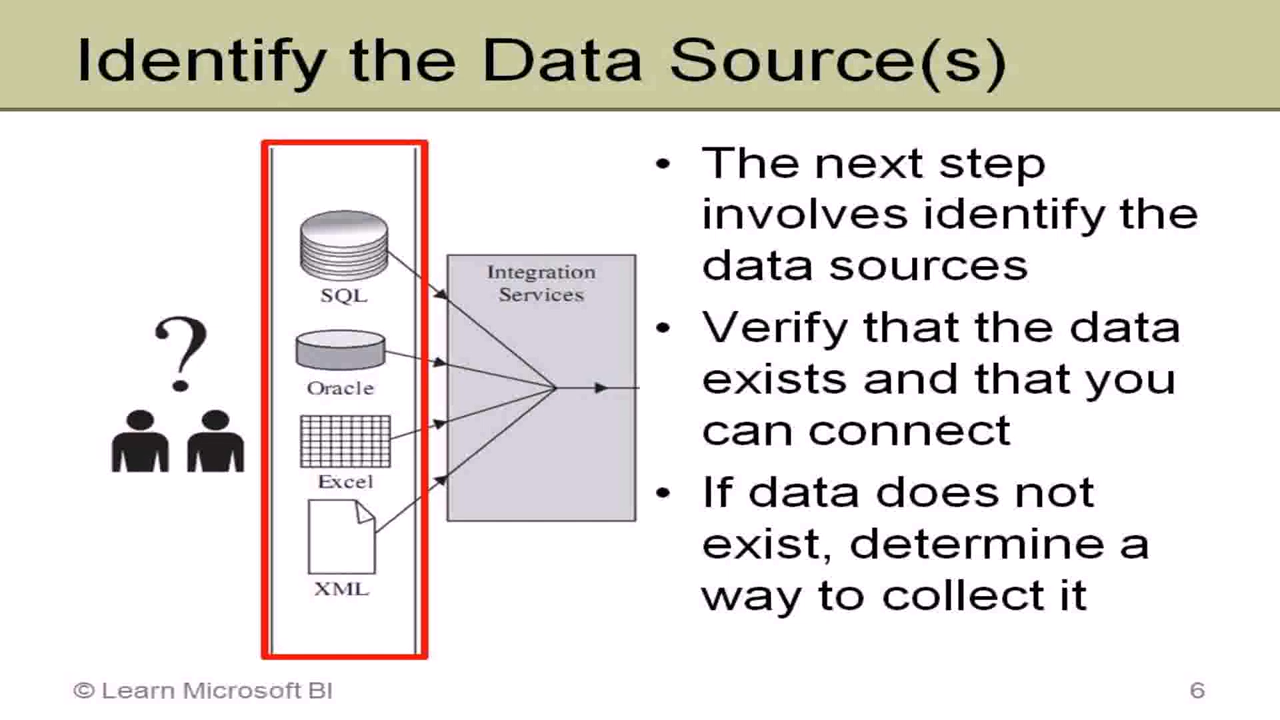 Identify the Data Source(s)
SQL
Oracle
Excel
XML
Integration
Services
?
• The next step
involves identify the
data sources
• Verify that the data
exists and that you
can connect
• If data does not
exist, determine a
way to collect it
© Learn Microsoft BI
6